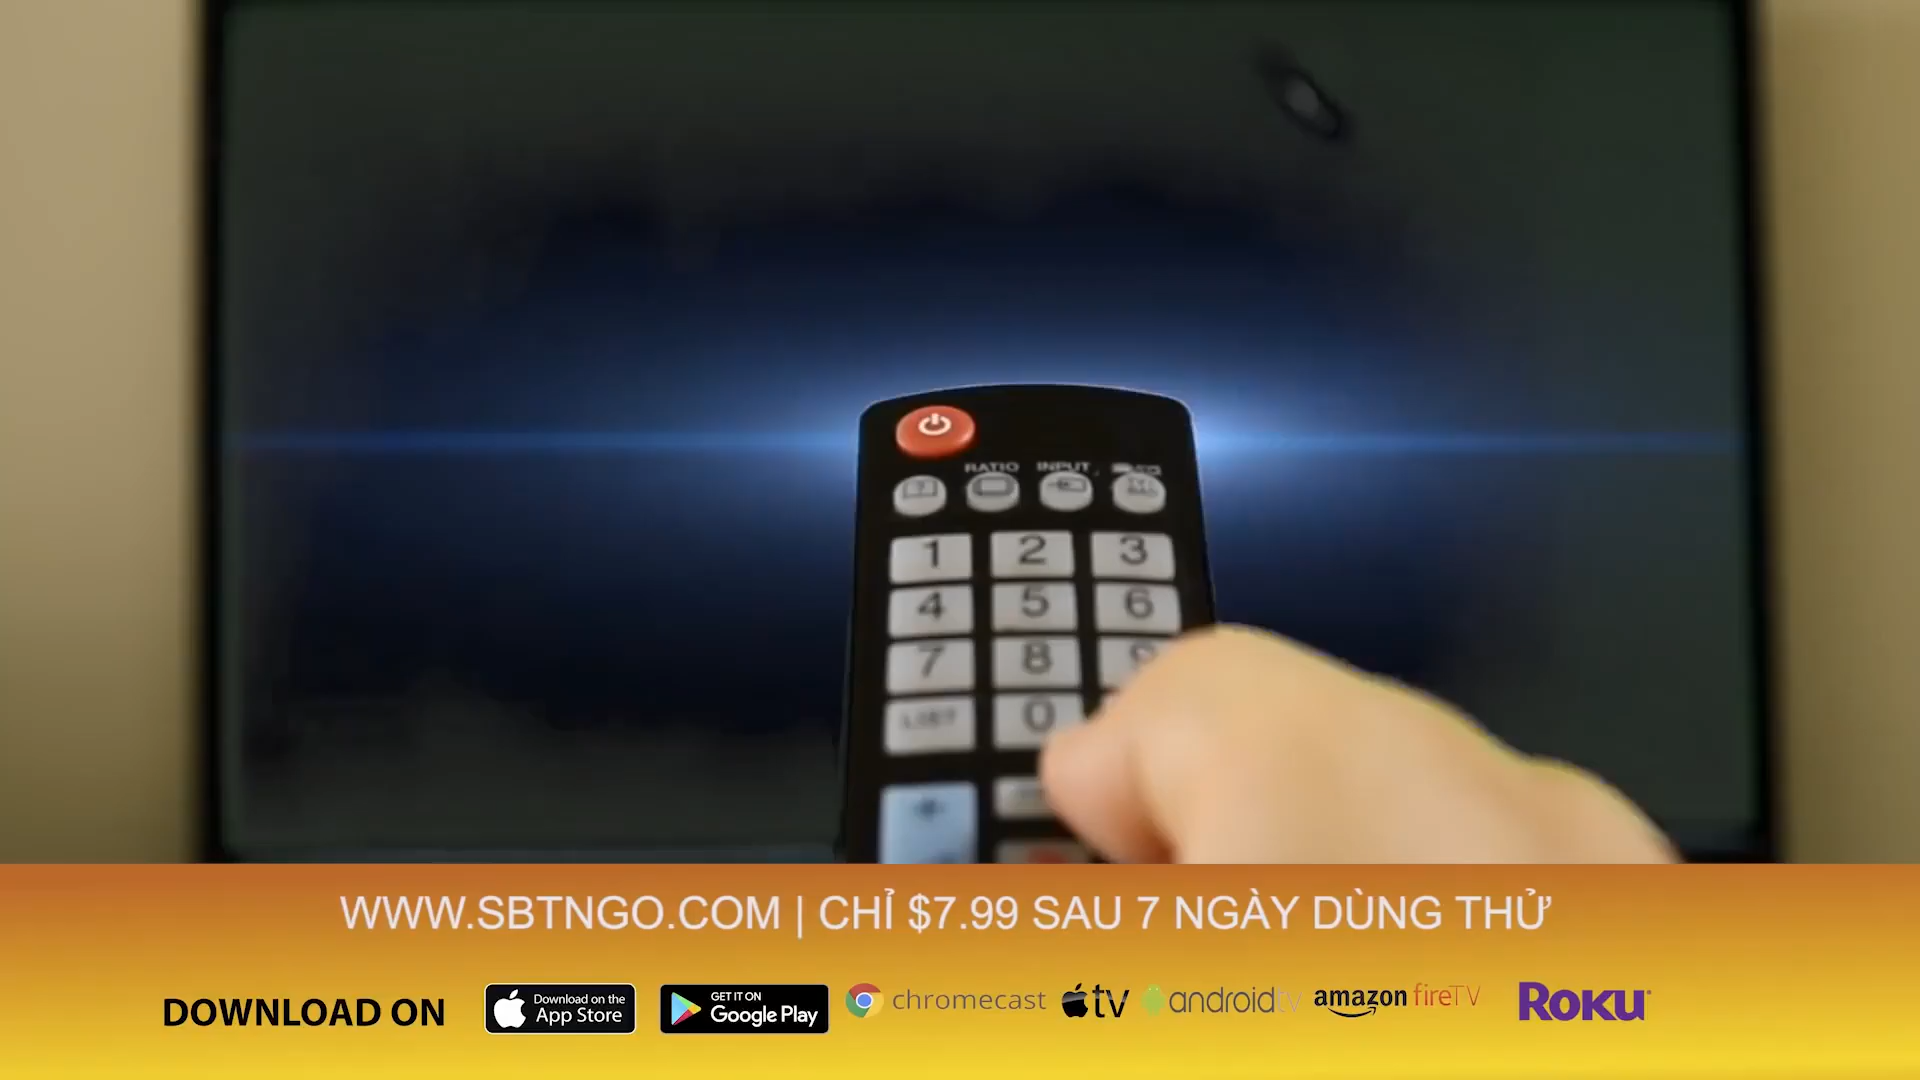 RATIO INPUT
1 2 3
4 5 6
7 8 9
LIST 0
WWW.SBTNGO.COM | CHỈ $7.99 SAU 7 NGÀY DÙNG THỬ
DOWNLOAD ON
Download on the
App Store
GET IT ON
Google Play
chromecast
tv
androidtv
amazon fireTV
ROKU